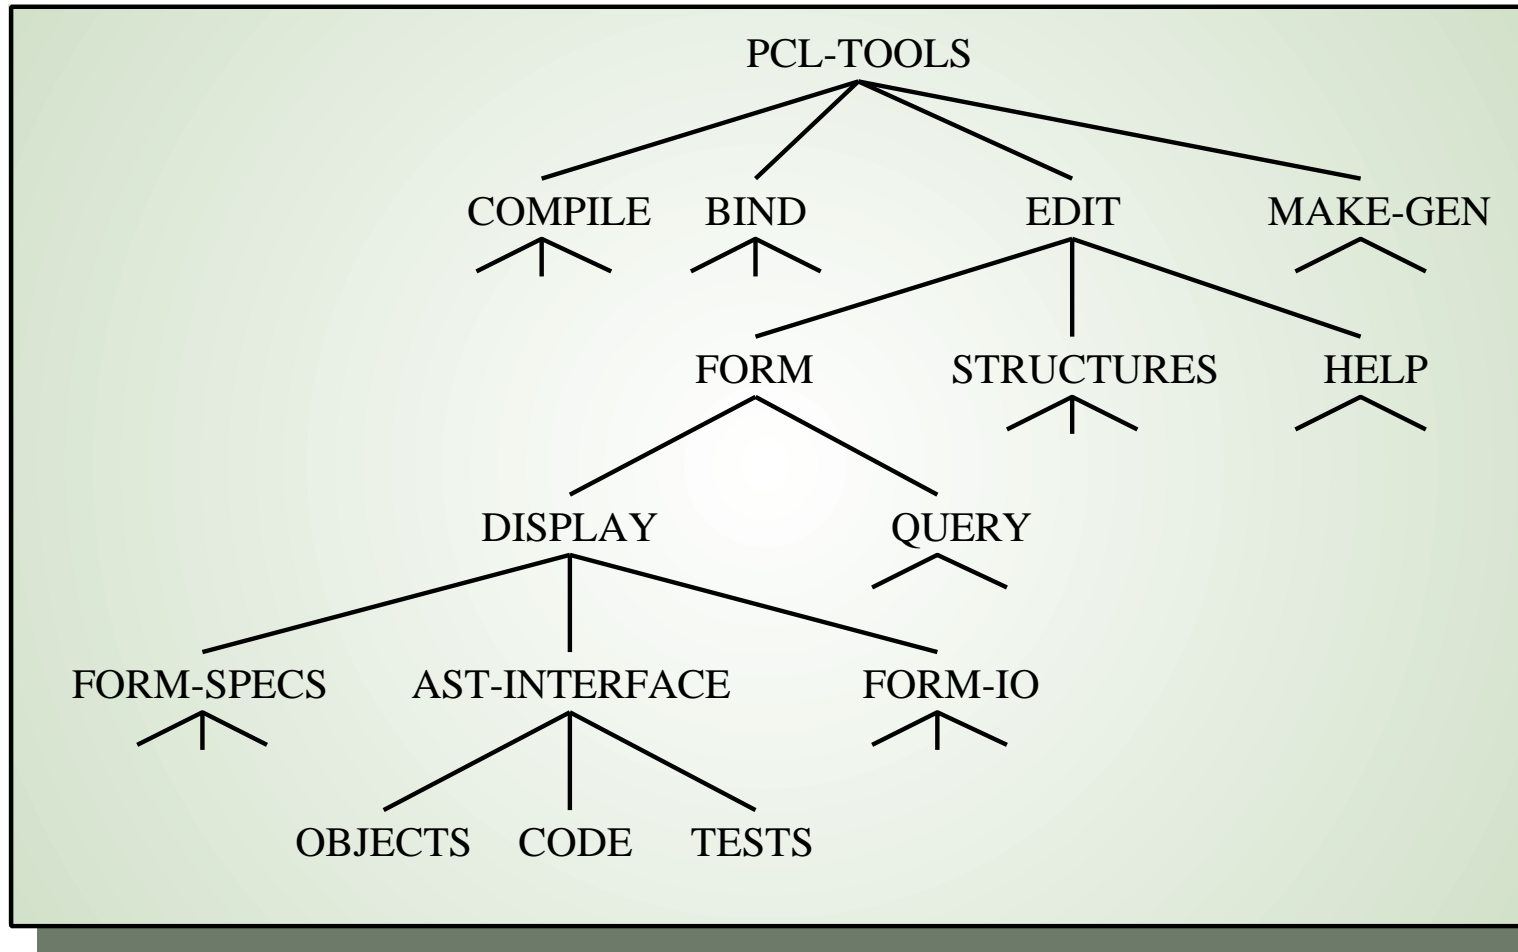 PCL-TOOLS
COMPILE BIND EDIT MAKE-GEN
FORM STRUCTURES HELP
DISPLAY QUERY
FORM-SPECS AST-INTERFACE FORM-IO
OBJECTS CODE TESTS